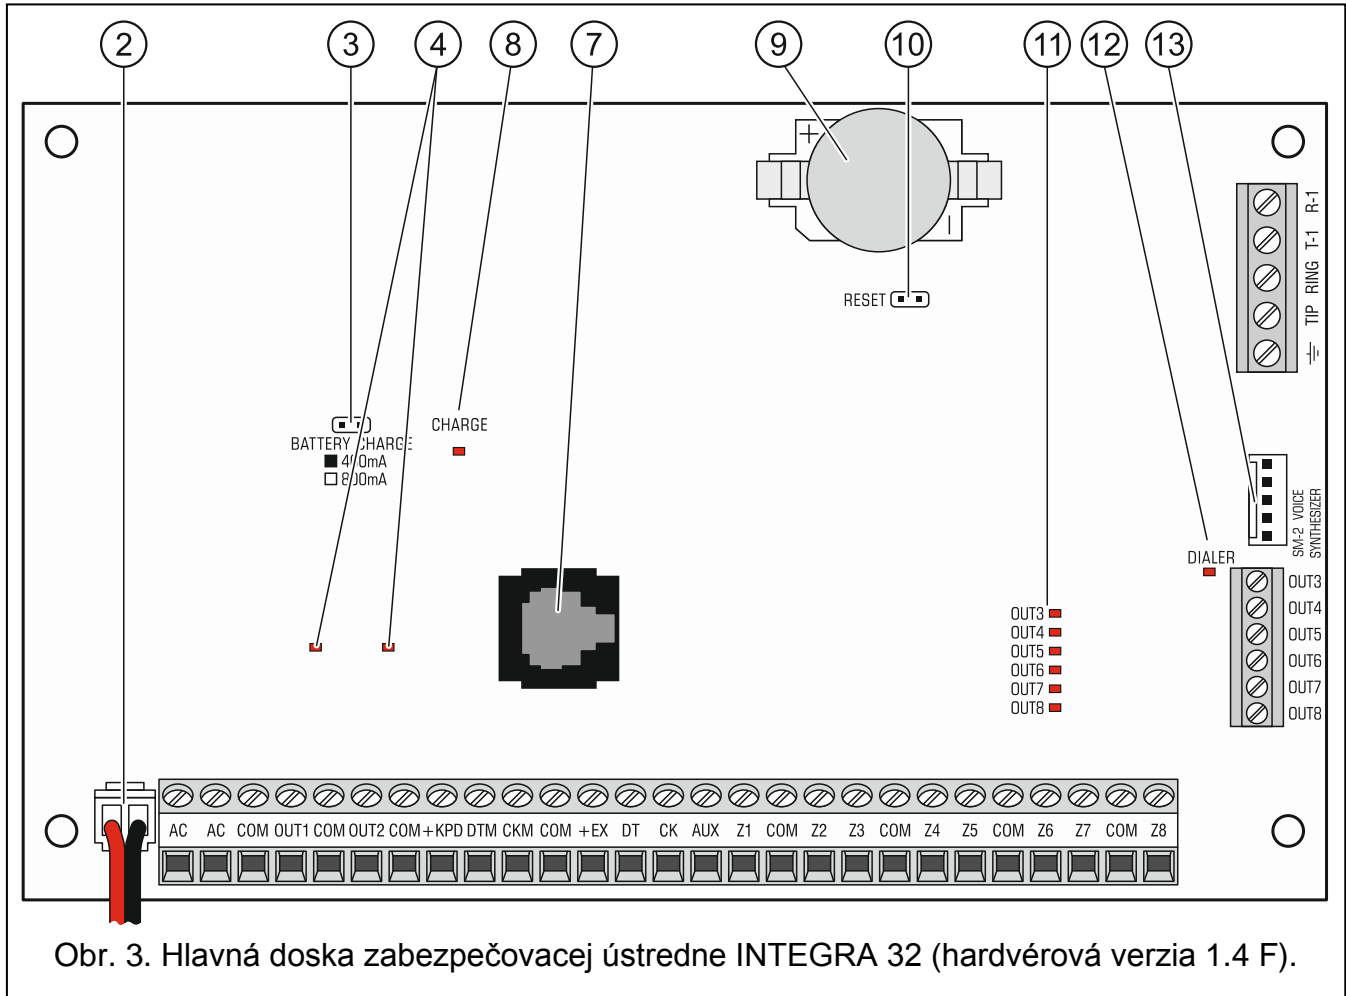 2 3 4 8 7 9 10 11 12 13
+
−
RESET
R-1
T-1
RING
TIP
BATTERY CHARGE
400mA
800mA
CHARGE
SM-2 VOICE
SYNTHESIZER
DIALER
OUT3
OUT4
OUT5
OUT6
OUT7
OUT8
OUT3
OUT4
OUT5
OUT6
OUT7
OUT8
AC AC COM OUT1 COM OUT2 COM +KPD DTM CKM COM +EX DT CK AUX Z1 COM Z2 Z3 COM Z4 Z5 COM Z6 Z7 COM Z8
Obr. 3. Hlavná doska zabezpečovacej ústredne INTEGRA 32 (hardvérová verzia 1.4 F).